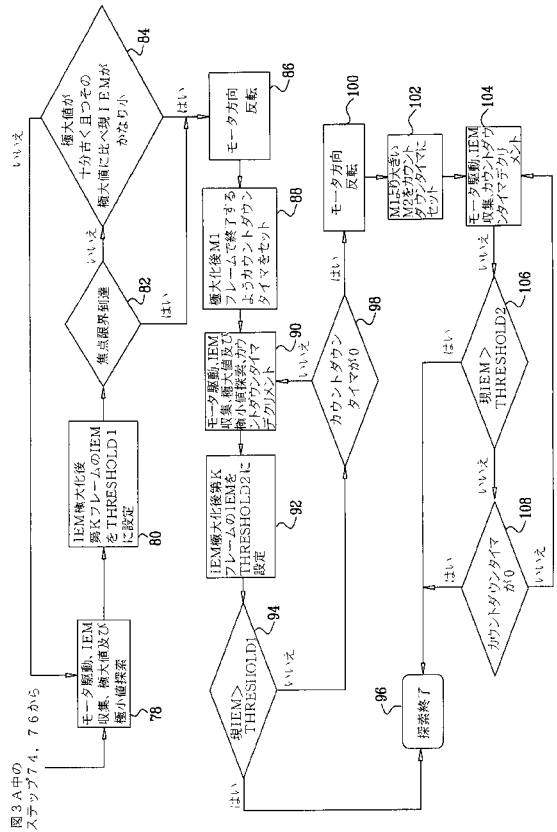 図3A中の
ステップ74，76から
モータ駆動、IEM
収集、極大値及び
極小値探索
78
IEM極大化後
第KフレームのIEM
をTHRESHOLD1
に設定
80
焦点限界到達
82
はい
いいえ
極大値が
十分古く且つその
極大値に比べ現IEMが
かなり小
84
いいえ
はい
モータ方向
反転
86
極大化後M1
フレームで終了する
ようカウントダウン
タイマをセット
88
モータ駆動、IEM
収集、極大値及び
極小値探索、カウ
ントダウンタイマ
デクリメント
90
IEM極大化後第K
フレームのIEMを
THRESHOLD2に
設定
92
現IEM>
THRESHOLD1
94
はい
いいえ
探索終了
96
カウントダウン
タイマが0
98
いいえ
はい
モータ方向
反転
100
M1より大きい
M2をカウント
ダウンタイマに
セット
102
モータ駆動、IEM
収集、カウントダウ
ンタイマデクリ
メント
104
現IEM>
THRESHOLD2
106
はい
いいえ
カウントダウンタイマ
が0
108
はい
いいえ